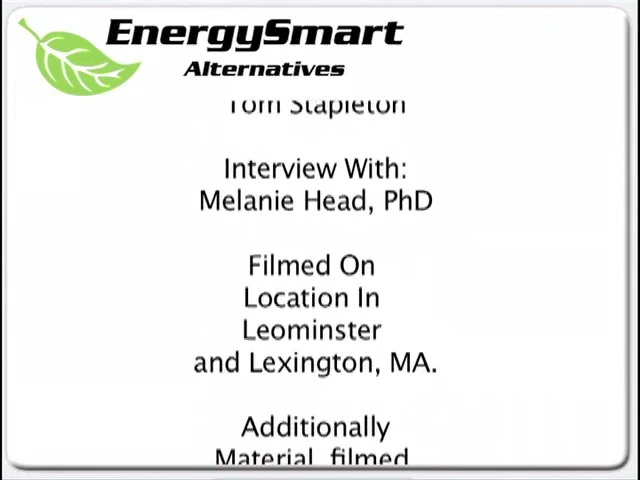 EnergySmart
Alternatives
Tom Stapleton
Interview With:
Melanie Head, PhD
Filmed On
Location In
Leominster
and Lexington, MA.
Additionally
Material filmed